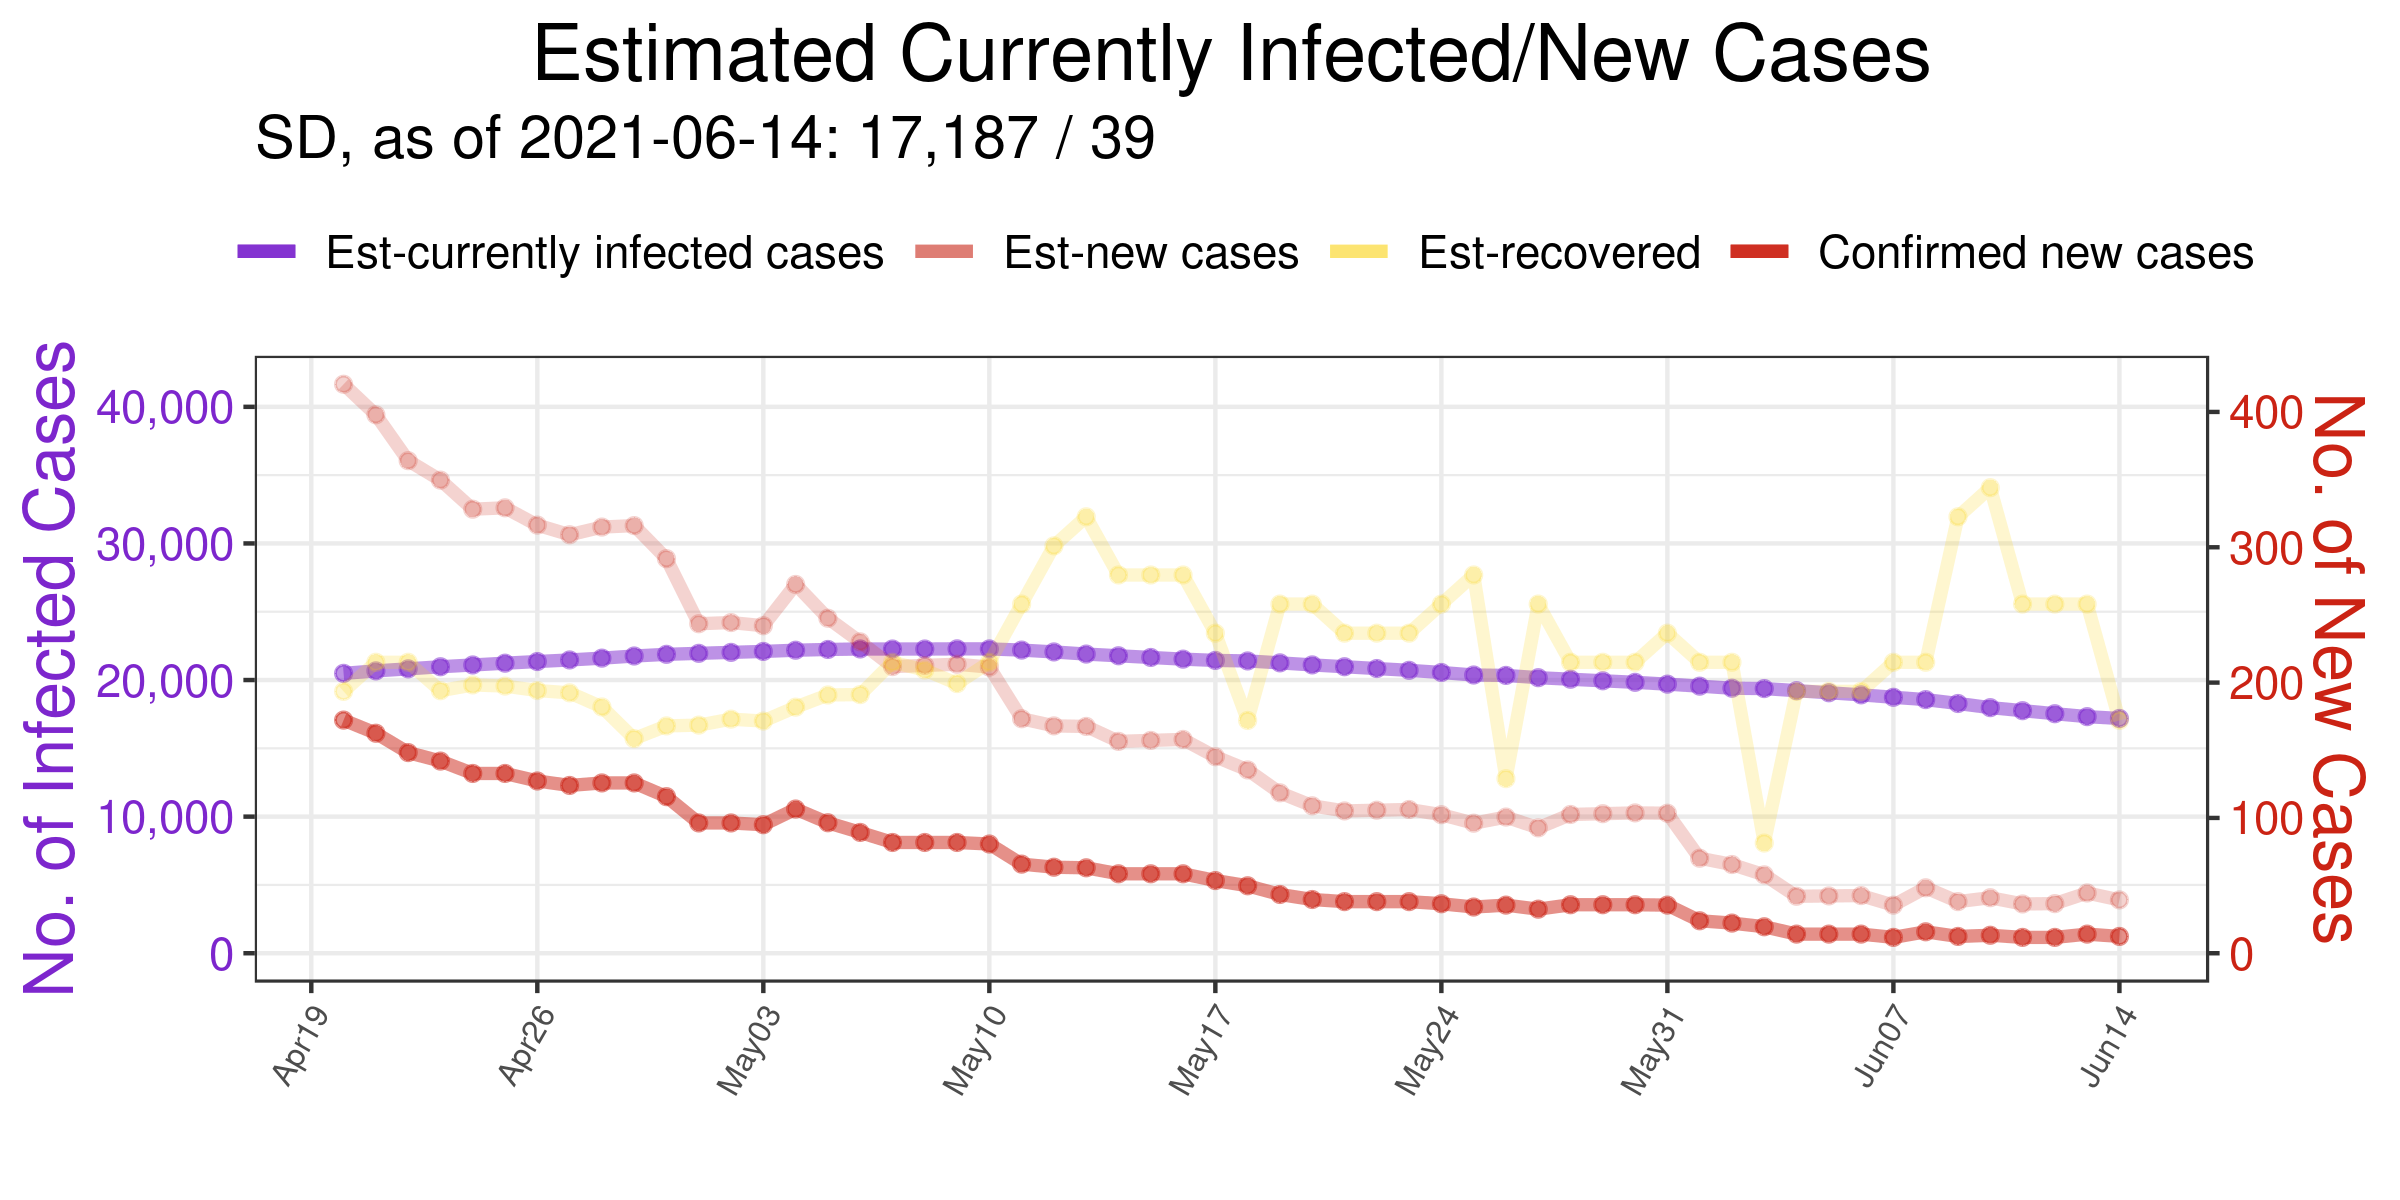 Estimated Currently Infected/New Cases
SD, as of 2021-06-14: 17,187 / 39
Est-currently infected cases Est-new cases Est-recovered Confirmed new cases
No. of Infected Cases
40,000
30,000
20,000
10,000
0
400
300
200
100
0
No. of New Cases
Apr19 Apr26 May03 May10 May17 May24 May31 Jun07 Jun14